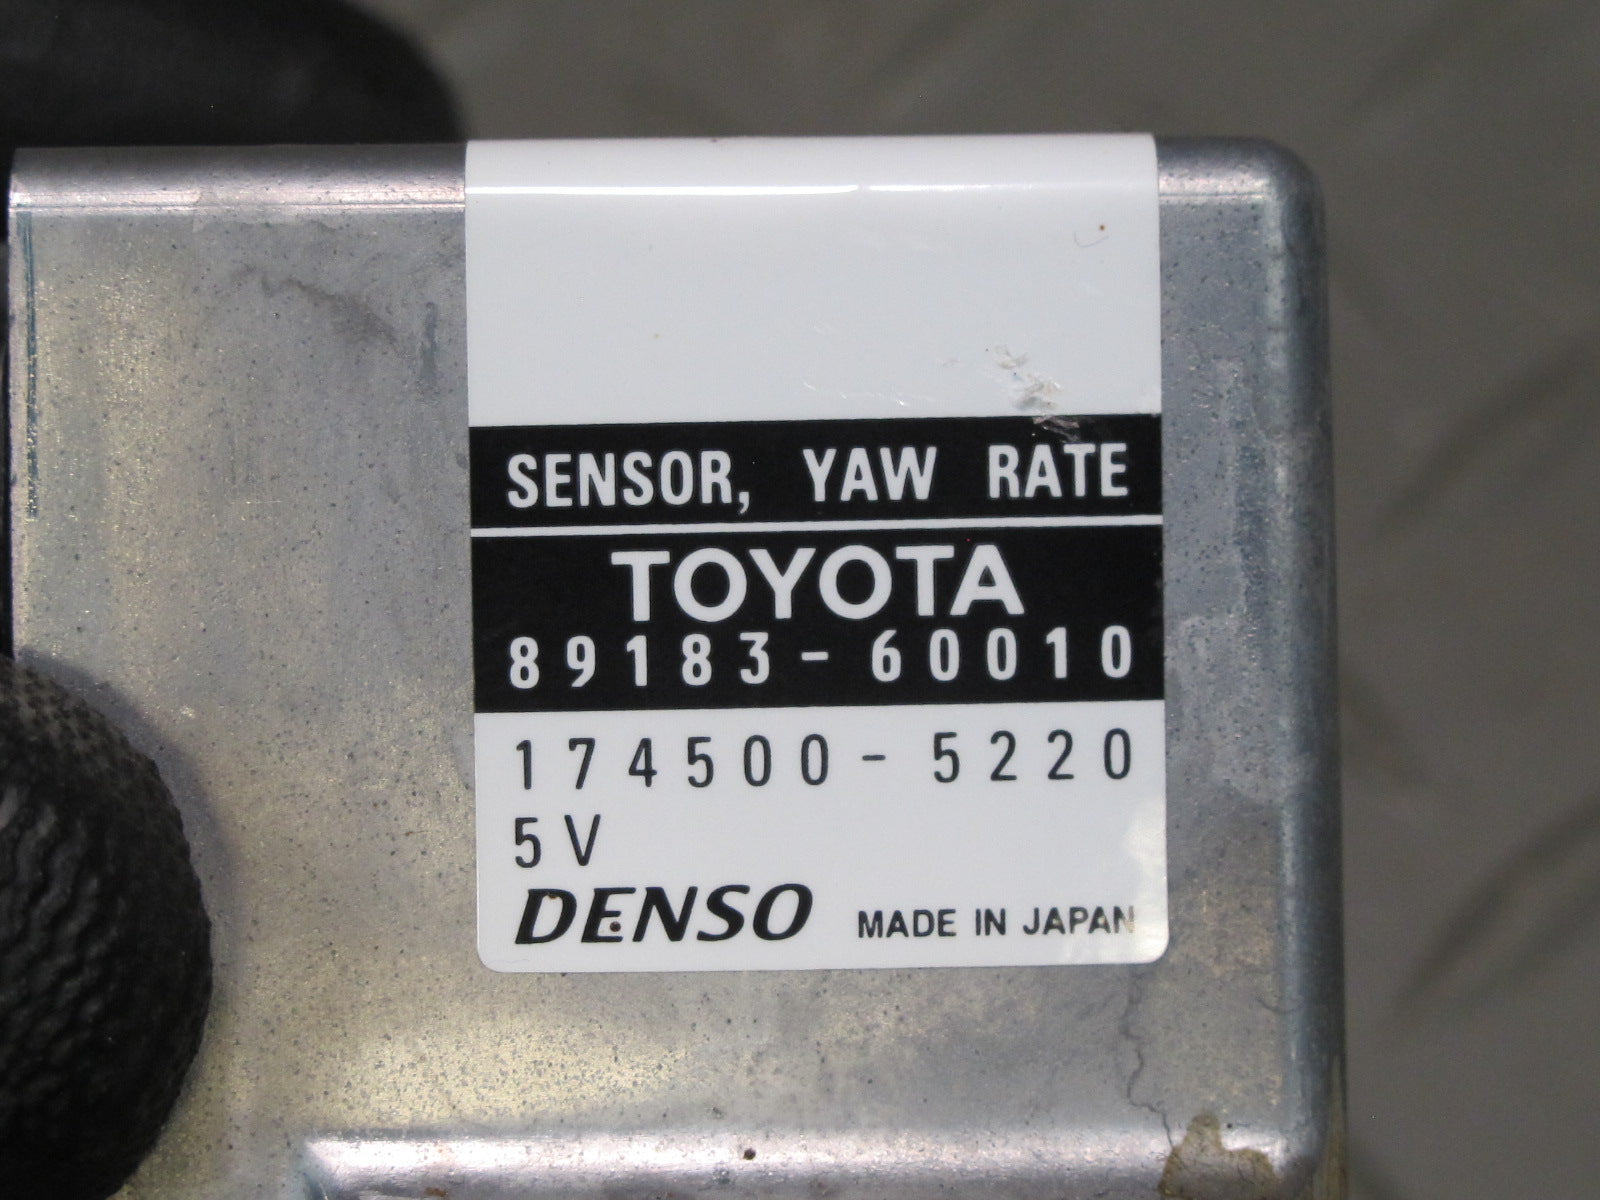 SENSOR, YAW RATE
TOYOTA
89183-60010
174500-5220
5V
DENSO MADE IN JAPAN